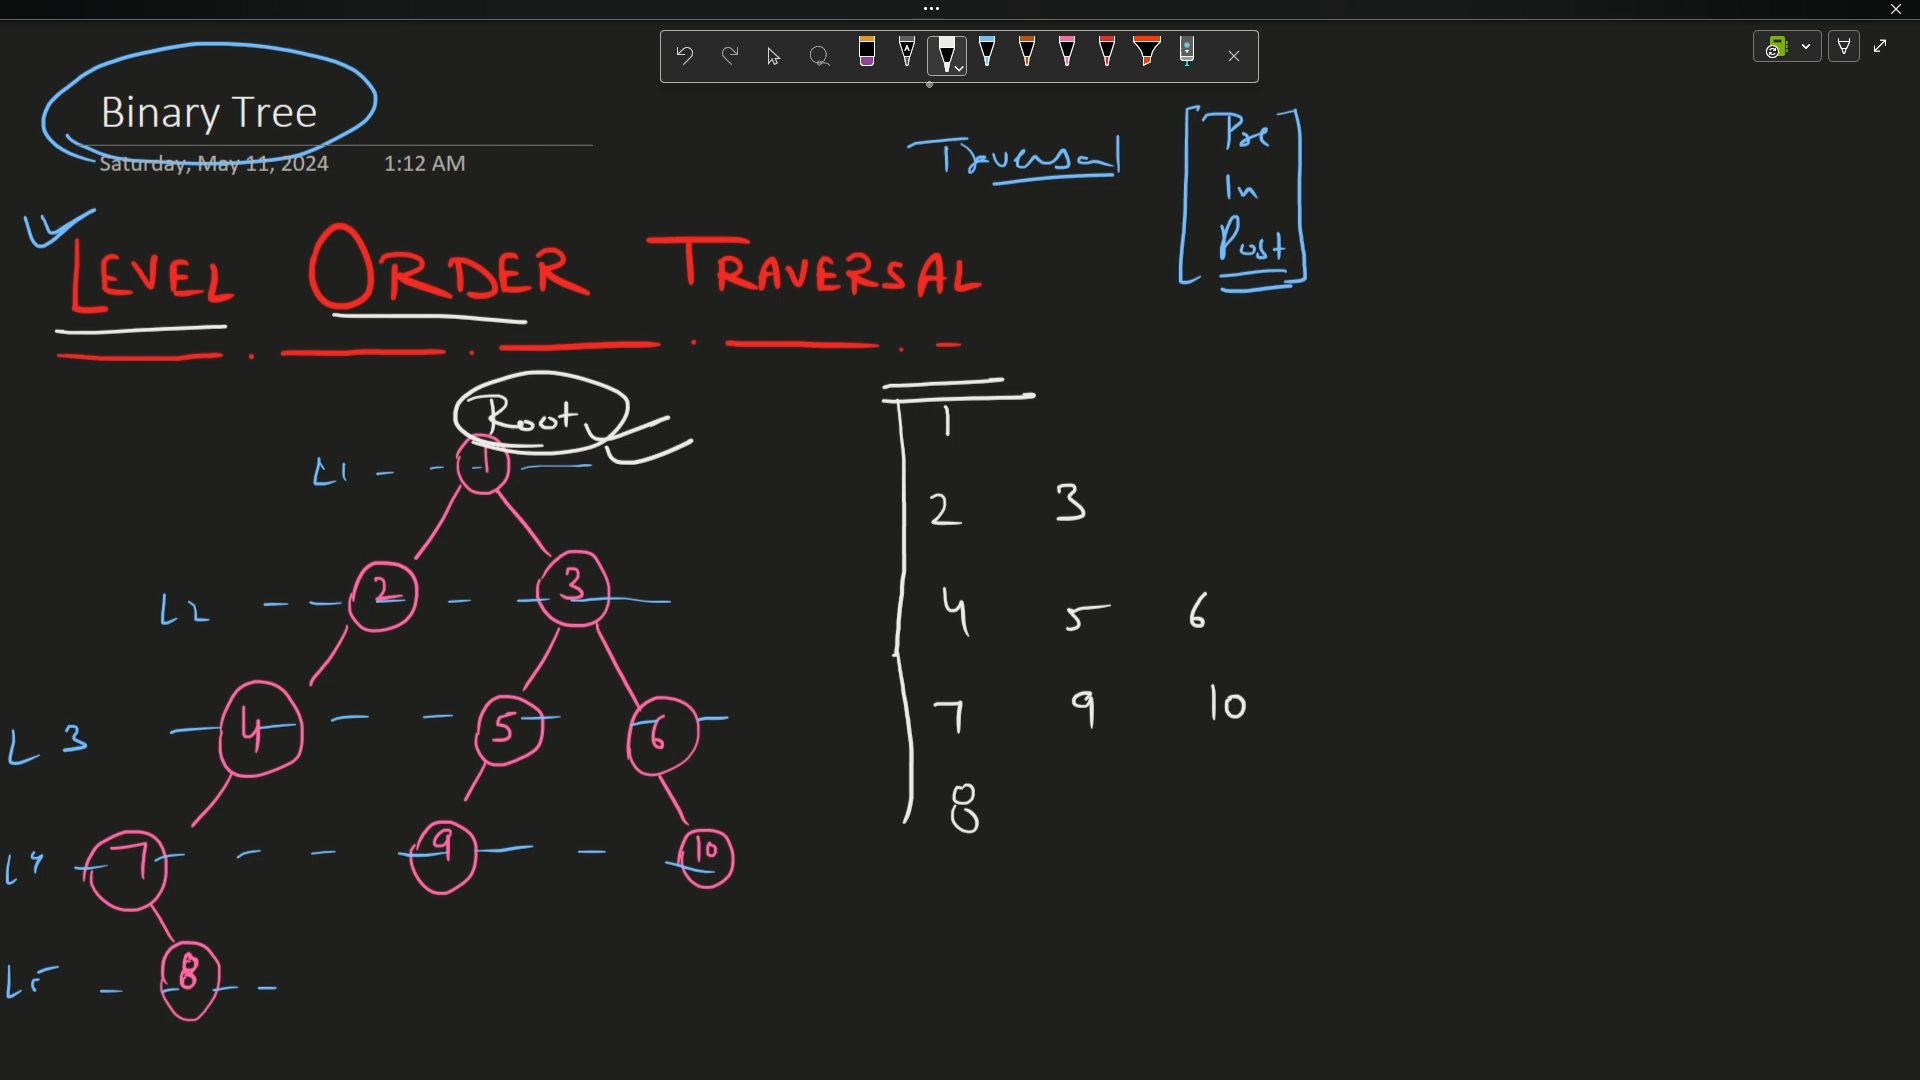 Binary Tree
Saturday, May 11, 2024 1:12 AM
Traversal
Pre
In
Post
LEVEL ORDER TRAVERSAL
Root
L1 1
L2 2 3
L3 4 5 6
L4 7 9 10
L5 8
1
2 3
4 5 6
7 9 10
8